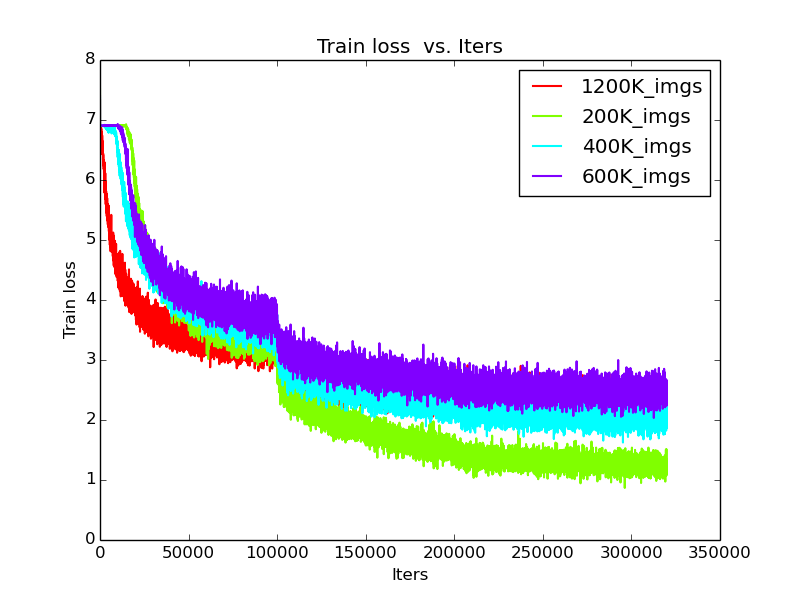 Train loss  vs. Iters
8
7
6
5
4
3
2
1
0
Train loss
1200K_imgs
200K_imgs
400K_imgs
600K_imgs
0 50000 100000 150000 200000 250000 300000 350000
Iters